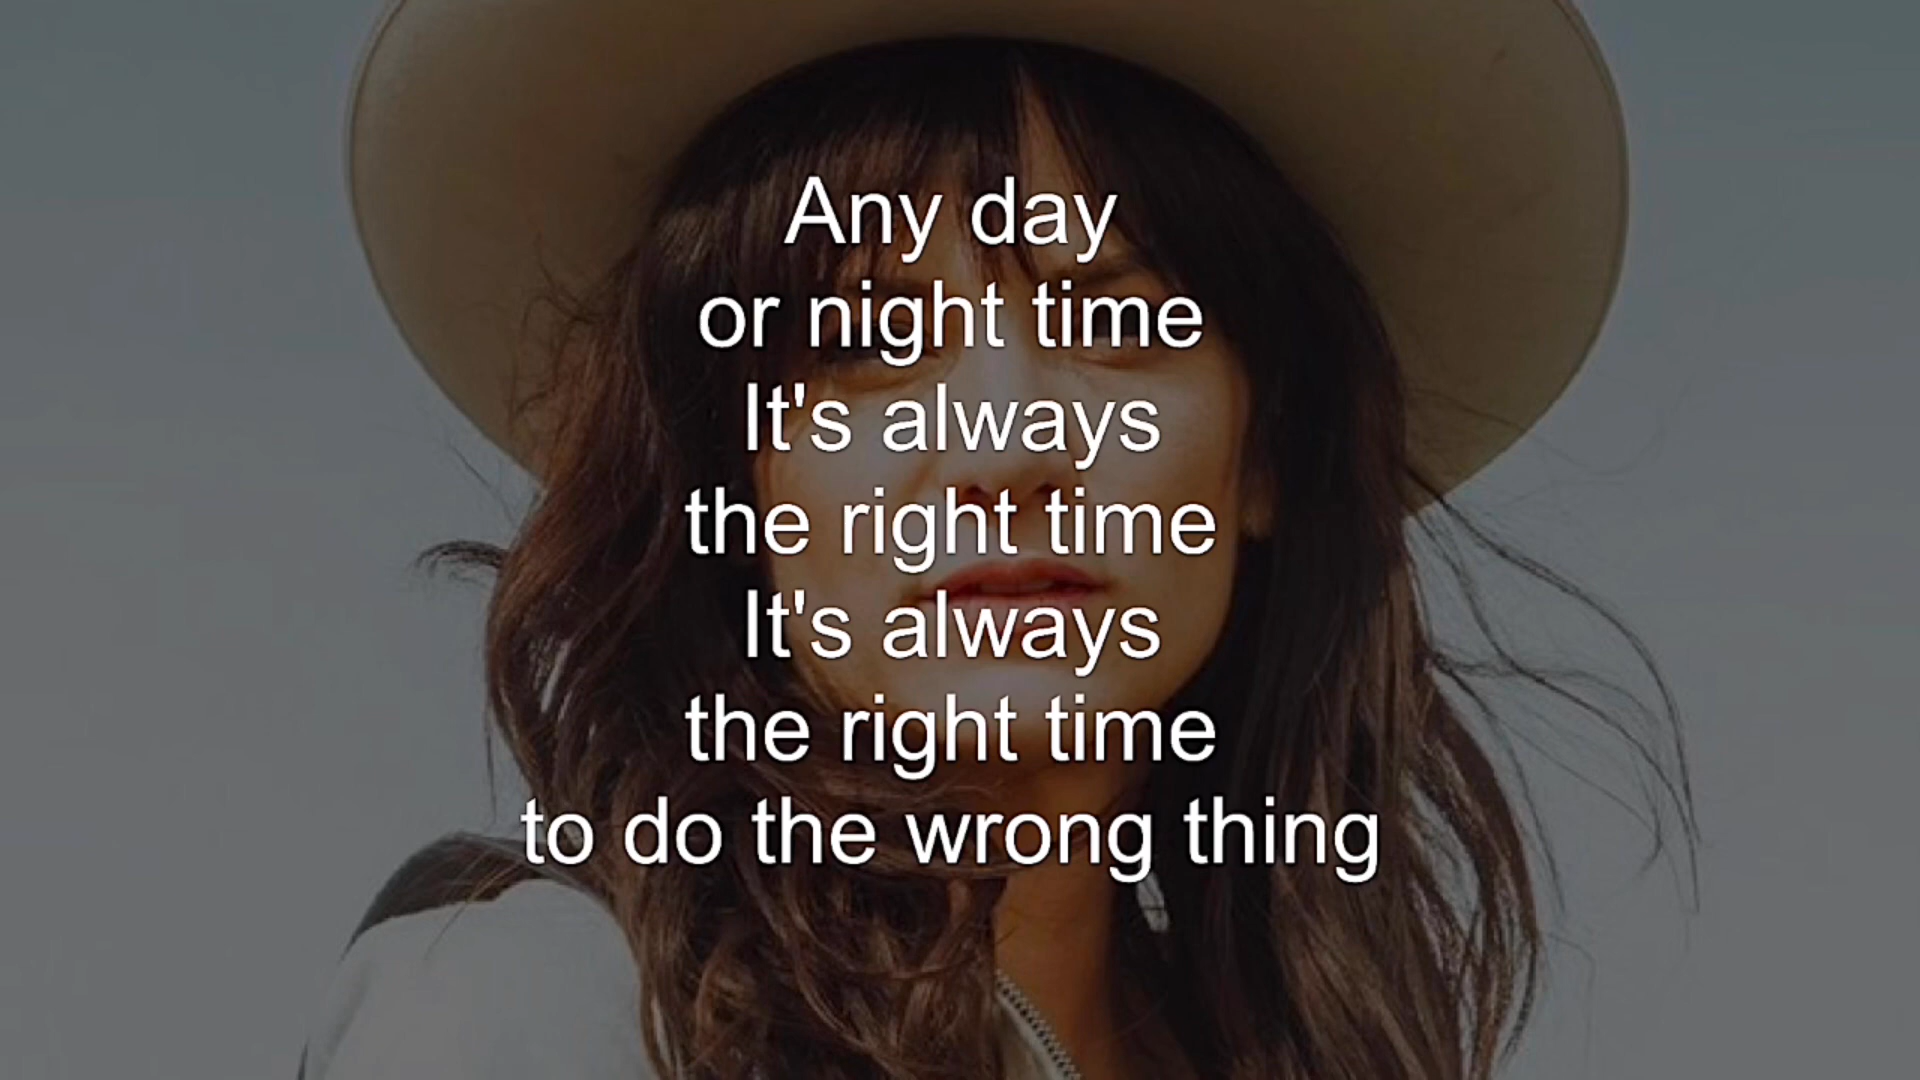 Any day
or night time
It's always
the right time
It's always
the right time
to do the wrong thing